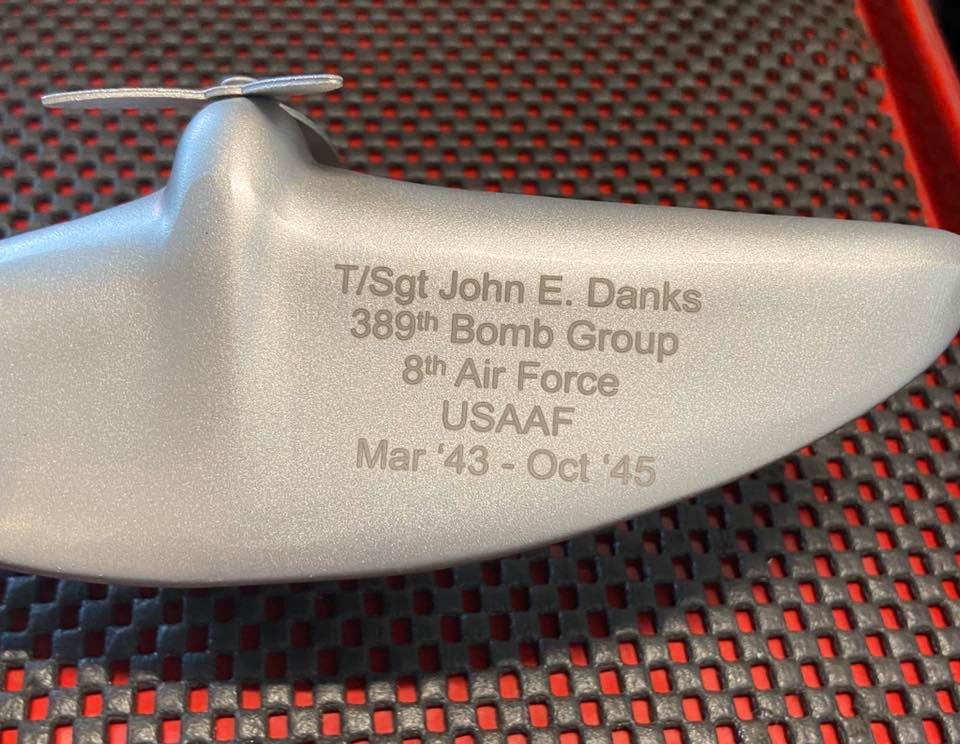 T/Sgt John E. Danks
389th Bomb Group
8th Air Force
USAAF
Mar ‘43 - Oct ‘45